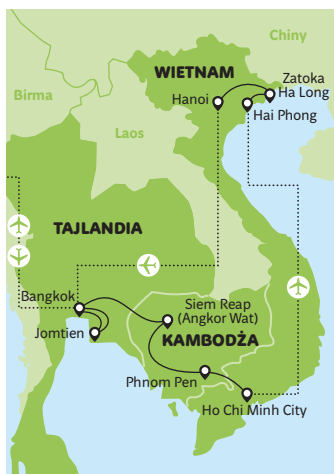 Chiny
WIETNAM
Zatoka
Ha Long
Birma
Hanoi
Hai Phong
Laos
TAJLANDIA
Bangkok
Siem Reap
(Angkor Wat)
Jomtien
KAMBODŻA
Phnom Pen
Ho Chi Minh City